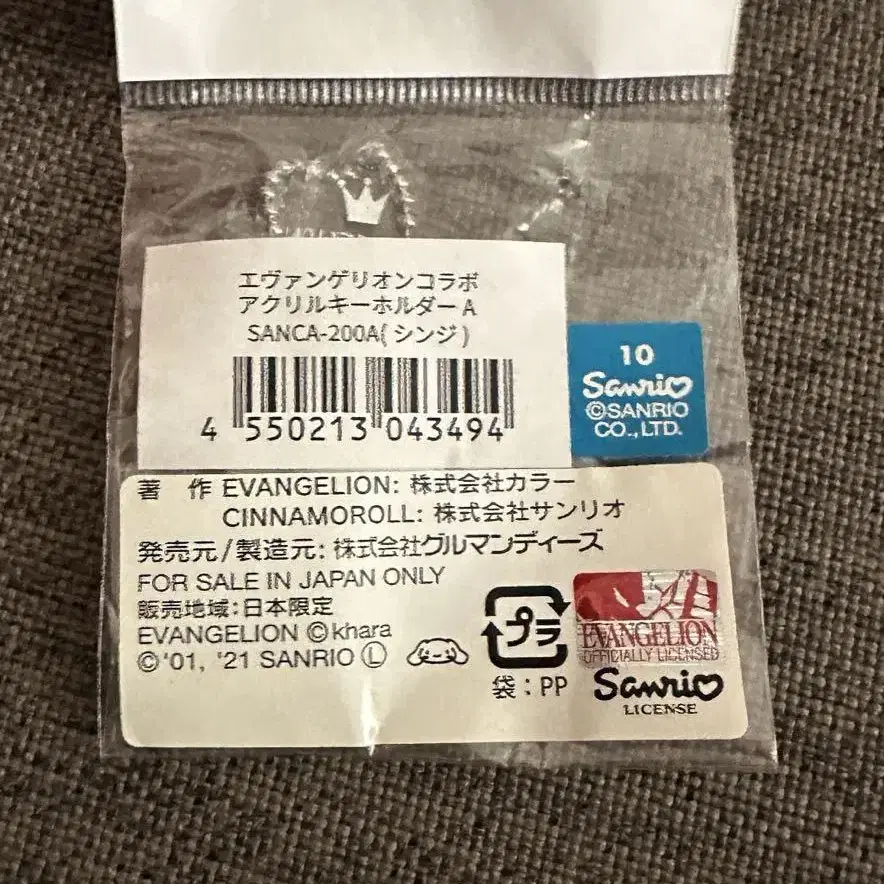 エヴァンゲリオンコラボ
アクリルキーホルダー A
SANCA-200A(シンジ)
4 550213 043494
10
Sanrio
©SANRIO
CO.,LTD.
著 作 EVANGELION: 株式会社カラー
CINNAMOROLL: 株式会社サンリオ
発売元/製造元: 株式会社グルマンディーズ
FOR SALE IN JAPAN ONLY
販売地域:日本限定
EVANGELION ©khara
©'01, '21 SANRIO Ⓛ
プラ
袋:PP
EVANGELION
OFFICIALLY LICENSED
Sanrio
LICENSE